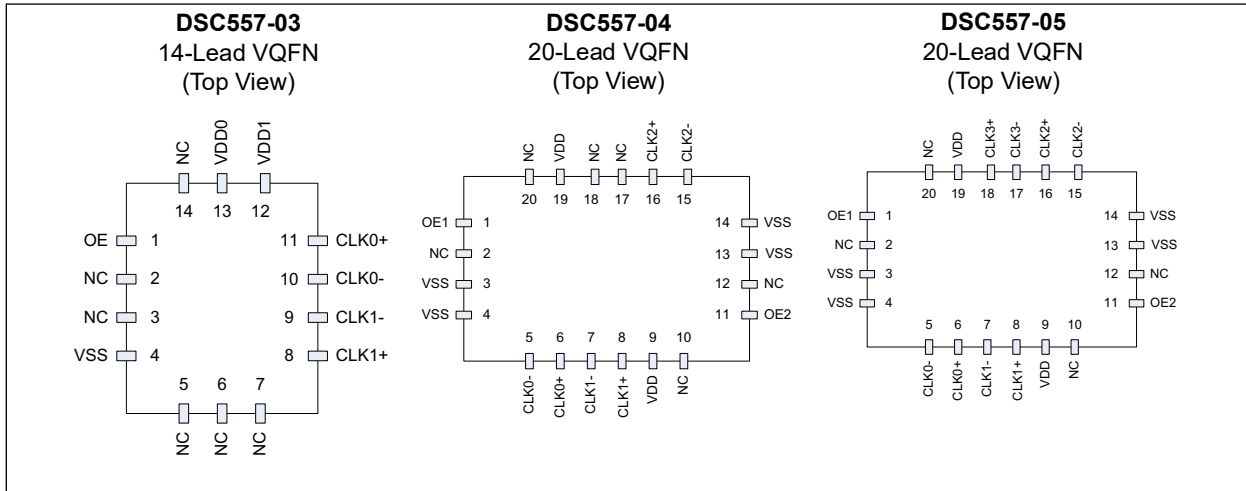 DSC557-03
14-Lead VQFN
(Top View)
NC
VDD0
VDD1
14 13 12
OE 1
NC 2
NC 3
VSS 4
11 CLK0+
10 CLK0-
9 CLK1-
8 CLK1+
5 6 7
NC
NC
NC
DSC557-04
20-Lead VQFN
(Top View)
NC
VDD
NC
NC
CLK2+
CLK2-
20 19 18 17 16 15
OE1 1
NC 2
VSS 3
VSS 4
14 VSS
13 VSS
12 NC
11 OE2
5 6 7 8 9 10
CLK0-
CLK0+
CLK1-
CLK1+
VDD
NC
DSC557-05
20-Lead VQFN
(Top View)
NC
VDD
CLK3+
CLK3-
CLK2+
CLK2-
20 19 18 17 16 15
OE1 1
NC 2
VSS 3
VSS 4
14 VSS
13 VSS
12 NC
11 OE2
5 6 7 8 9 10
CLK0-
CLK0+
CLK1-
CLK1+
VDD
NC